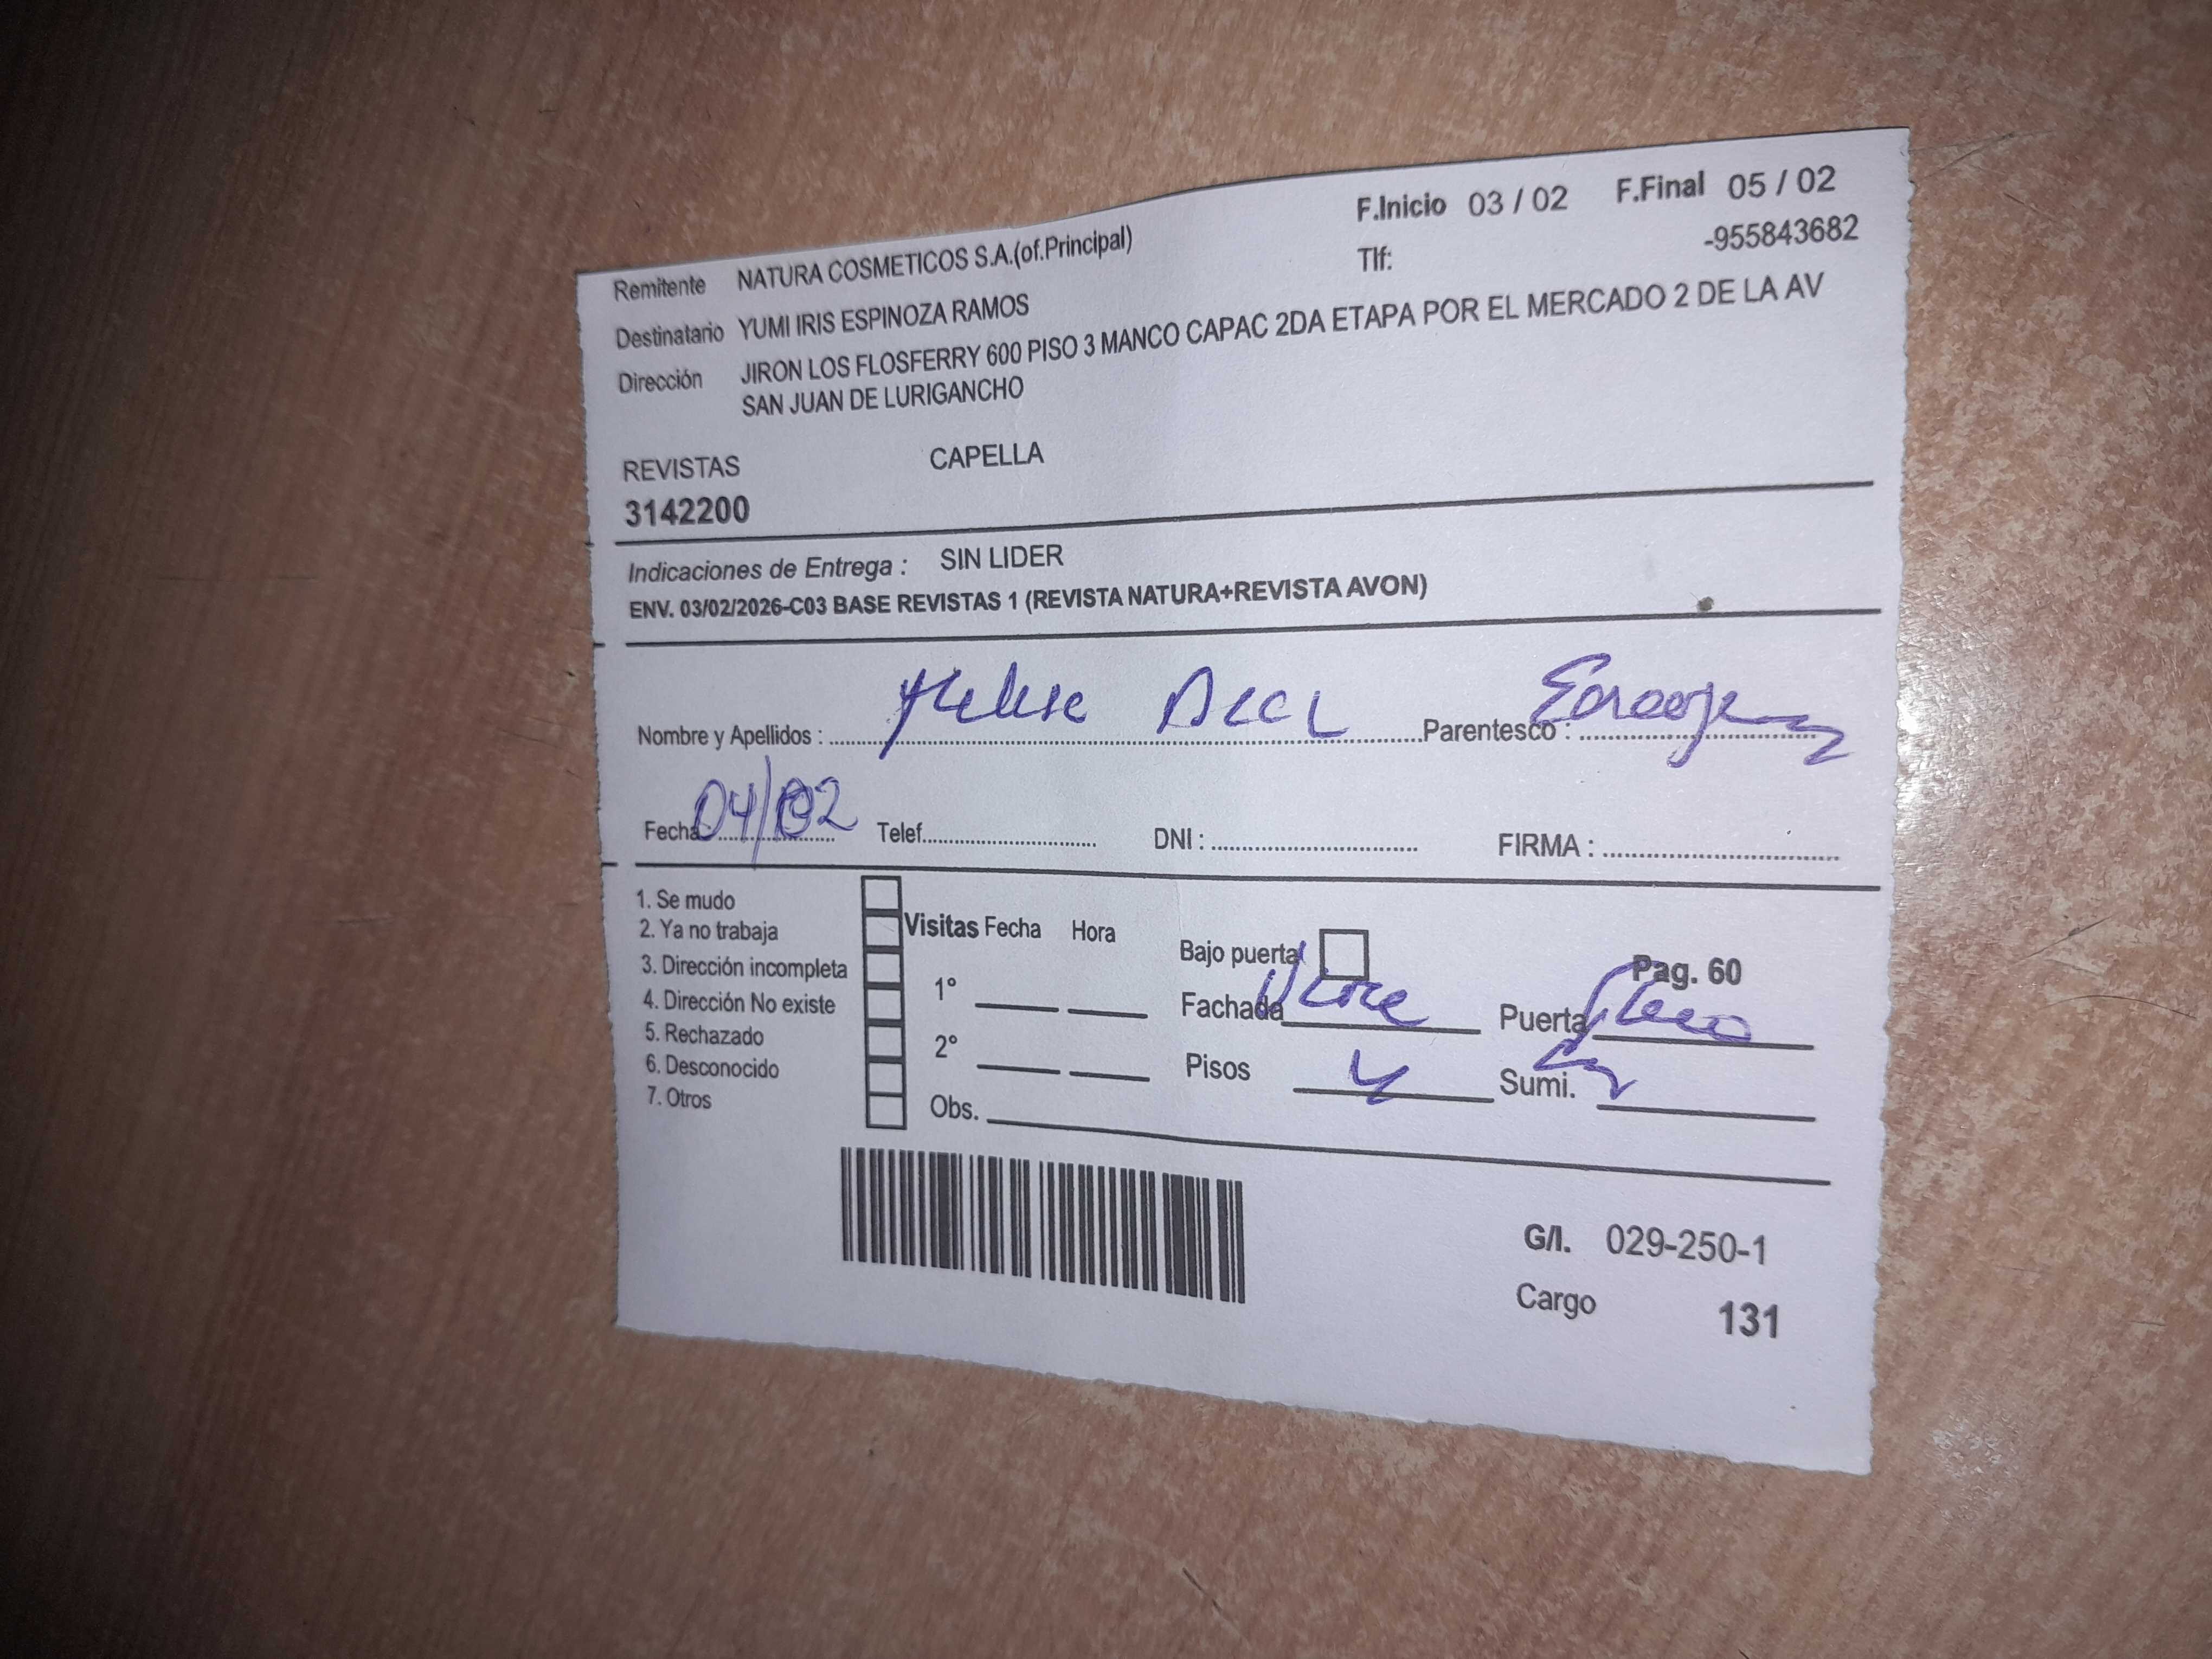 F.Inicio 03 / 02 F.Final 05 / 02
Remitente NATURA COSMETICOS S.A.(of.Principal) Tlf: -955843682
Destinatario YUMI IRIS ESPINOZA RAMOS
Dirección JIRON LOS FLOSFERRY 600 PISO 3 MANCO CAPAC 2DA ETAPA POR EL MERCADO 2 DE LA AV
SAN JUAN DE LURIGANCHO
REVISTAS CAPELLA
3142200
Indicaciones de Entrega : SIN LIDER
ENV. 03/02/2026-C03 BASE REVISTAS 1 (REVISTA NATURA+REVISTA AVON)
Nombre y Apellidos : Parentesco :
Fecha 04/02 Telef. DNI : FIRMA :
1. Se mudo
2. Ya no trabaja
3. Dirección incompleta
4. Dirección No existe
5. Rechazado
6. Desconocido
7. Otros
Visitas Fecha Hora
1°
2°
Obs.
Bajo puerta Pag. 60
Fachada Puerta
Pisos 4 Sumi.
G/l. 029-250-1
Cargo 131